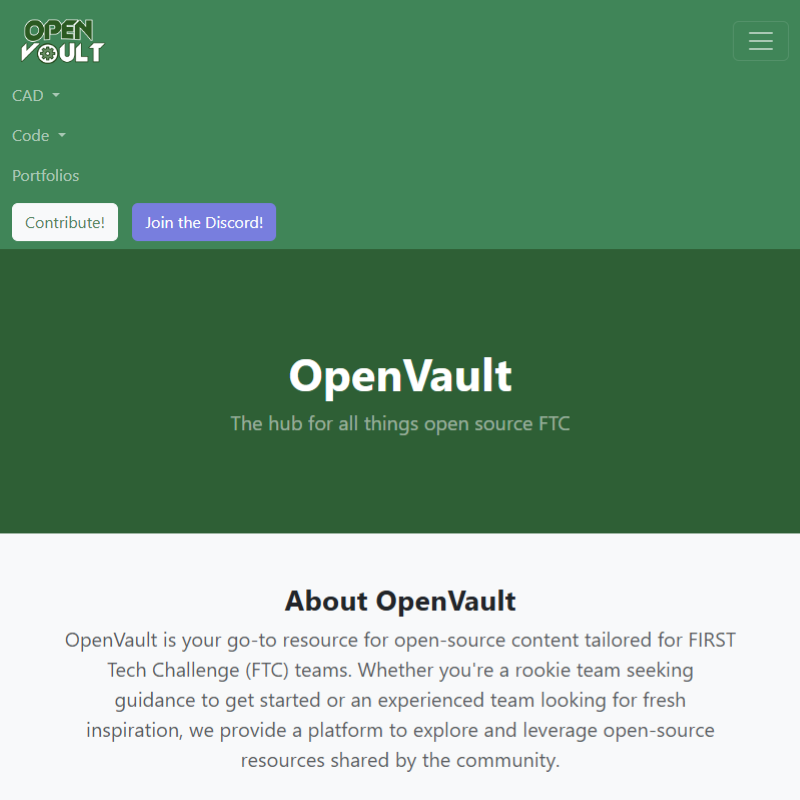 OPEN
VOULT
CAD
Code
Portfolios
Contribute!
Join the Discord!
OpenVault
The hub for all things open source FTC
About OpenVault
OpenVault is your go-to resource for open-source content tailored for FIRST
Tech Challenge (FTC) teams. Whether you're a rookie team seeking
guidance to get started or an experienced team looking for fresh
inspiration, we provide a platform to explore and leverage open-source
resources shared by the community.